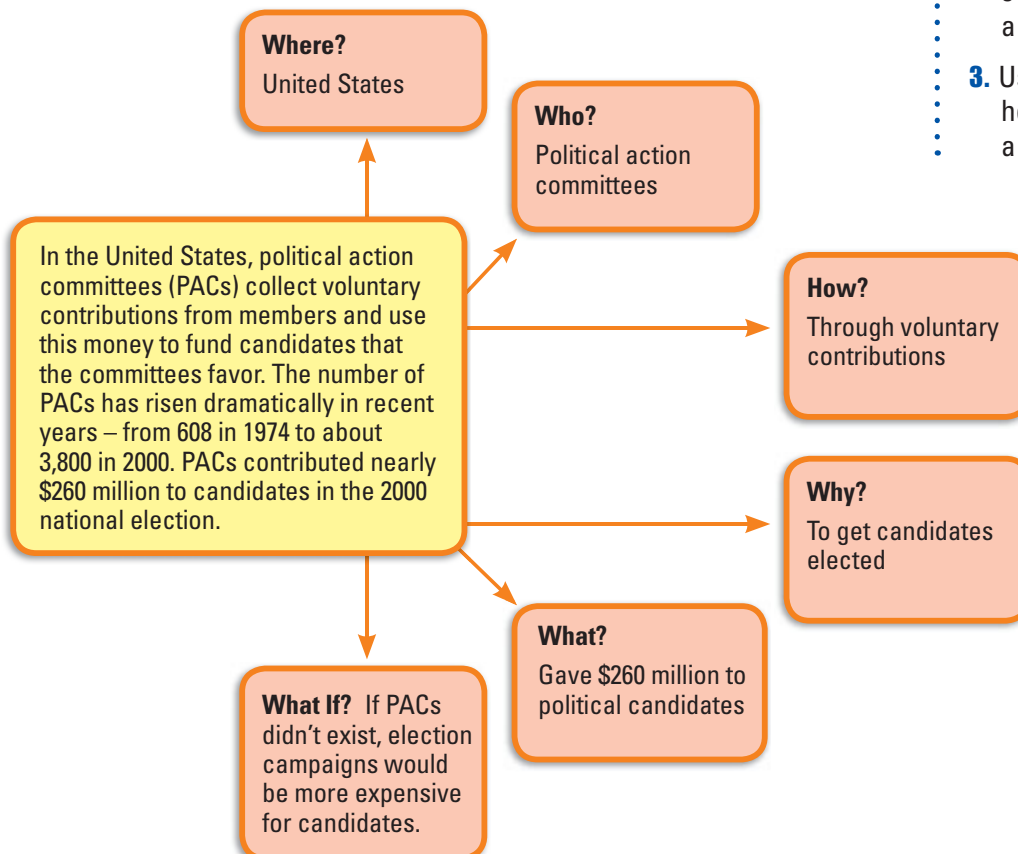 Where?
United States
Who?
Political action
committees
In the United States, political action
committees (PACs) collect voluntary
contributions from members and use
this money to fund candidates that
the committees favor. The number of
PACs has risen dramatically in recent
years – from 608 in 1974 to about
3,800 in 2000. PACs contributed nearly
$260 million to candidates in the 2000
national election.
How?
Through voluntary
contributions
Why?
To get candidates
elected
What?
Gave $260 million to
political candidates
What If? If PACs
didn't exist, election
campaigns would
be more expensive
for candidates.
a
3.
a